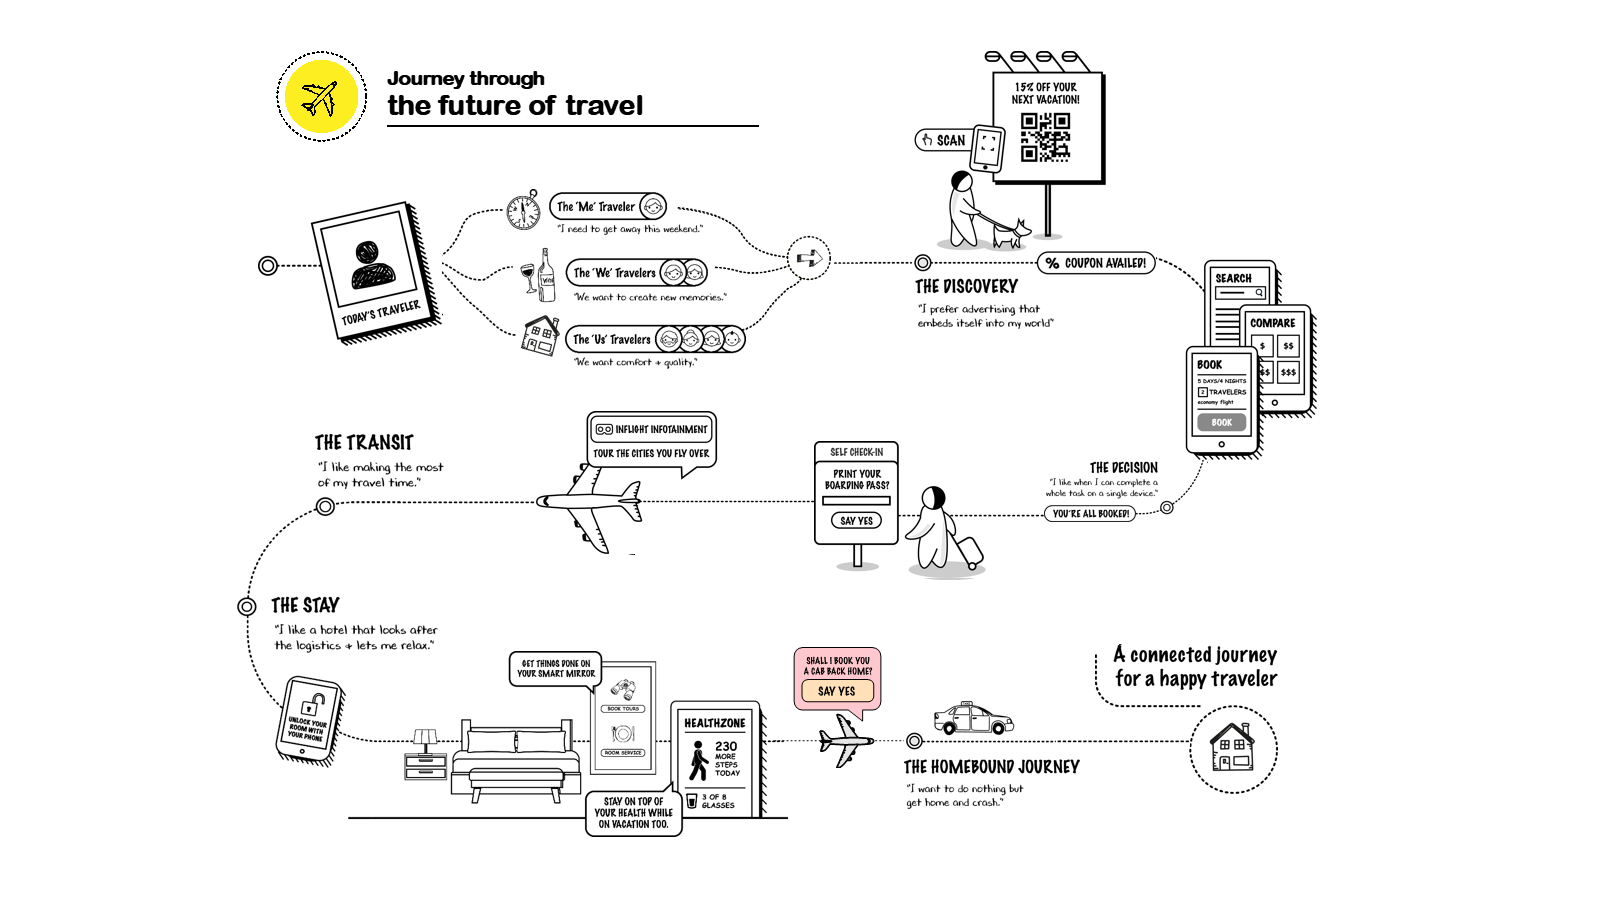 Journey through
the future of travel
15% OFF YOUR
NEXT VACATION!
SCAN
TODAY'S TRAVELER
The 'Me' Traveler
"I need to get away this weekend."
The 'We' Travelers
"We want to create new memories."
The 'Us' Travelers
"We want comfort + quality."
THE DISCOVERY
"I prefer advertising that
embeds itself into my world"
% COUPON AVAILED!
SEARCH
COMPARE
$ $$
$$ $$$
BOOK
5 DAYS/4 NIGHTS
2 TRAVELERS
economy flight
BOOK
THE DECISION
"I like when I can complete a
whole task on a single device."
YOU'RE ALL BOOKED!
SELF CHECK-IN
PRINT YOUR
BOARDING PASS?
SAY YES
INFLIGHT INFOTAINMENT
TOUR THE CITIES YOU FLY OVER
THE TRANSIT
"I like making the most
of my travel time."
THE STAY
"I like a hotel that looks after
the logistics + lets me relax."
UNLOCK YOUR
ROOM WITH
YOUR PHONE
GET THINGS DONE ON
YOUR SMART MIRROR
BOOK TOURS
ROOM SERVICE
HEALTHZONE
230
MORE
STEPS
TODAY
3 OF 8
GLASSES
STAY ON TOP OF
YOUR HEALTH WHILE
ON VACATION TOO.
SHALL I BOOK YOU
A CAB BACK HOME?
SAY YES
THE HOMEBOUND JOURNEY
"I want to do nothing but
get home and crash."
A connected journey
for a happy traveler